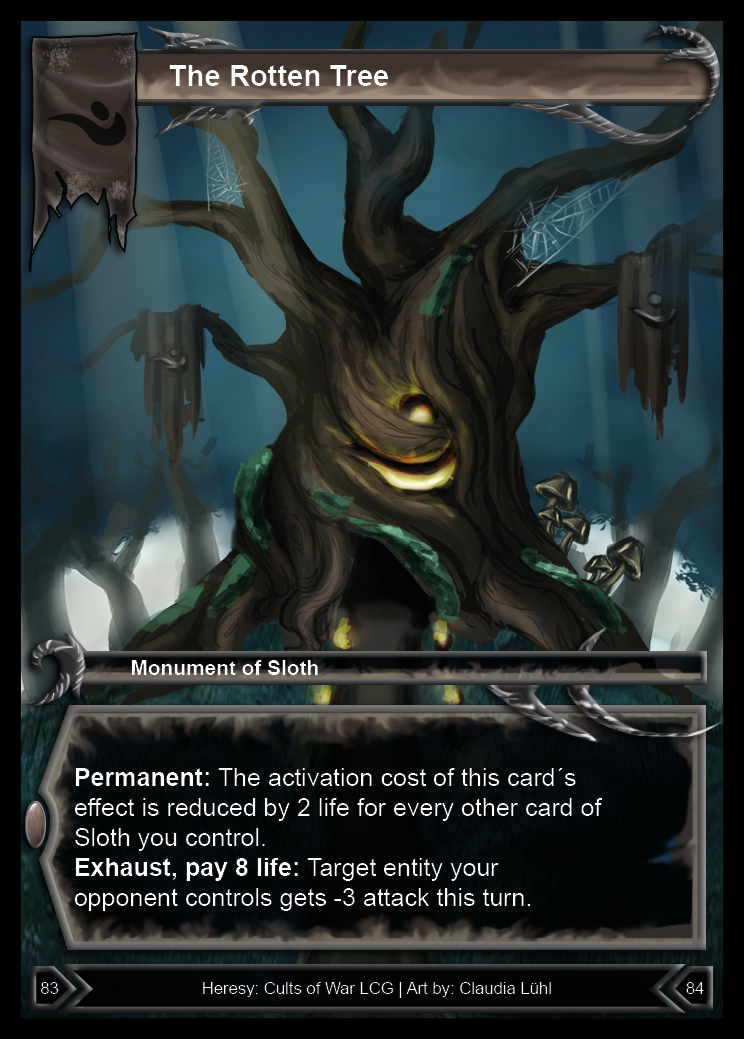 The Rotten Tree
Monument of Sloth
Permanent: The activation cost of this card´s
effect is reduced by 2 life for every other card of
Sloth you control.
Exhaust, pay 8 life: Target entity your
opponent controls gets -3 attack this turn.
83
Heresy: Cults of War LCG | Art by: Claudia Lühl
84